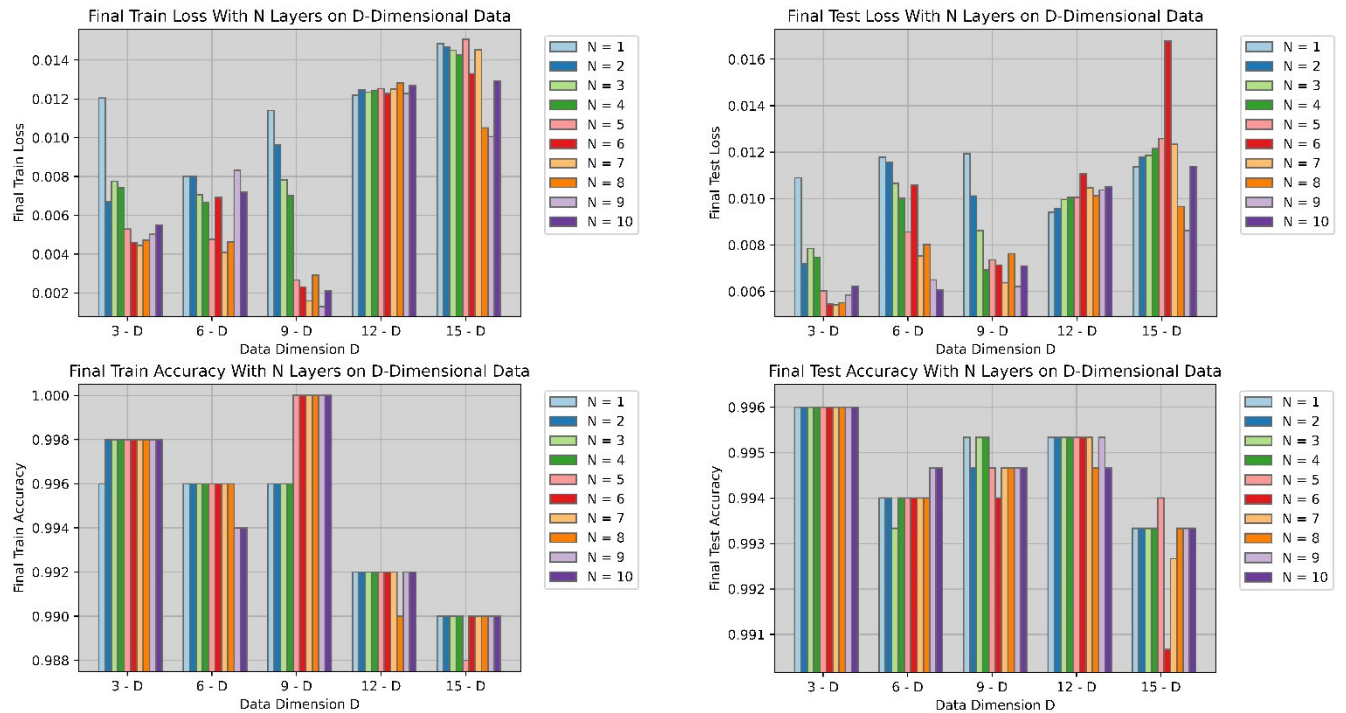 Final Train Loss With N Layers on D-Dimensional Data
Final Train Loss
0.014
0.012
0.010
0.008
0.006
0.004
0.002
3 - D
6 - D
9 - D
12 - D
15 - D
Data Dimension D
N = 1
N = 2
N = 3
N = 4
N = 5
N = 6
N = 7
N = 8
N = 9
N = 10
Final Test Loss With N Layers on D-Dimensional Data
Final Test Loss
0.016
0.014
0.012
0.010
0.008
0.006
3 - D
6 - D
9 - D
12 - D
15 - D
Data Dimension D
N = 1
N = 2
N = 3
N = 4
N = 5
N = 6
N = 7
N = 8
N = 9
N = 10
Final Train Accuracy With N Layers on D-Dimensional Data
Final Train Accuracy
1.000
0.998
0.996
0.994
0.992
0.990
0.988
3 - D
6 - D
9 - D
12 - D
15 - D
Data Dimension D
N = 1
N = 2
N = 3
N = 4
N = 5
N = 6
N = 7
N = 8
N = 9
N = 10
Final Test Accuracy With N Layers on D-Dimensional Data
Final Test Accuracy
0.996
0.995
0.994
0.993
0.992
0.991
3 - D
6 - D
9 - D
12 - D
15 - D
Data Dimension D
N = 1
N = 2
N = 3
N = 4
N = 5
N = 6
N = 7
N = 8
N = 9
N = 10